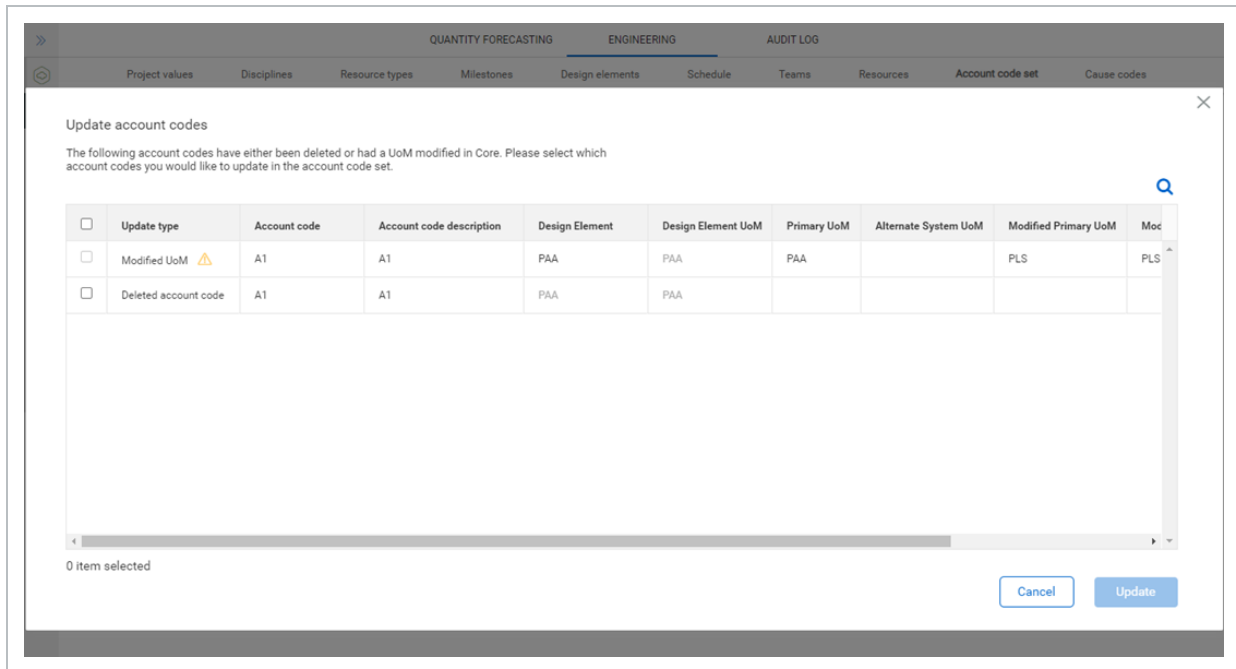 QUANTITY FORECASTING ENGINEERING AUDIT LOG
Project values Disciplines Resource types Milestones Design elements Schedule Teams Resources Account code set Cause codes
Update account codes
The following account codes have either been deleted or had a UoM modified in Core. Please select which
account codes you would like to update in the account code set.
Update type Account code Account code description Design Element Design Element UoM Primary UoM Alternate System UoM Modified Primary UoM Mod
Modified UoM A1 A1 PAA PAA PAA PLS PLS
Deleted account code A1 A1 PAA PAA
0 item selected
Cancel Update